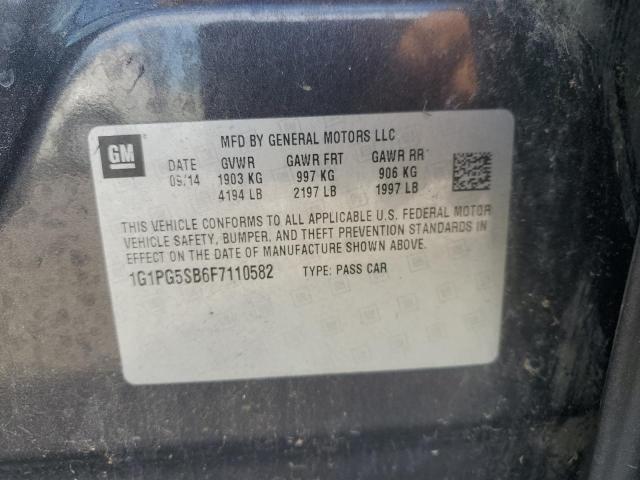 GM
MFD BY GENERAL MOTORS LLC
DATE GVWR GAWR FRT GAWR RR
09/14 1903 KG 997 KG 906 KG
4194 LB 2197 LB 1997 LB
THIS VEHICLE CONFORMS TO ALL APPLICABLE U.S. FEDERAL MOTOR
VEHICLE SAFETY, BUMPER, AND THEFT PREVENTION STANDARDS IN
EFFECT ON THE DATE OF MANUFACTURE SHOWN ABOVE.
1G1PG5SB6F7110582 TYPE: PASS CAR